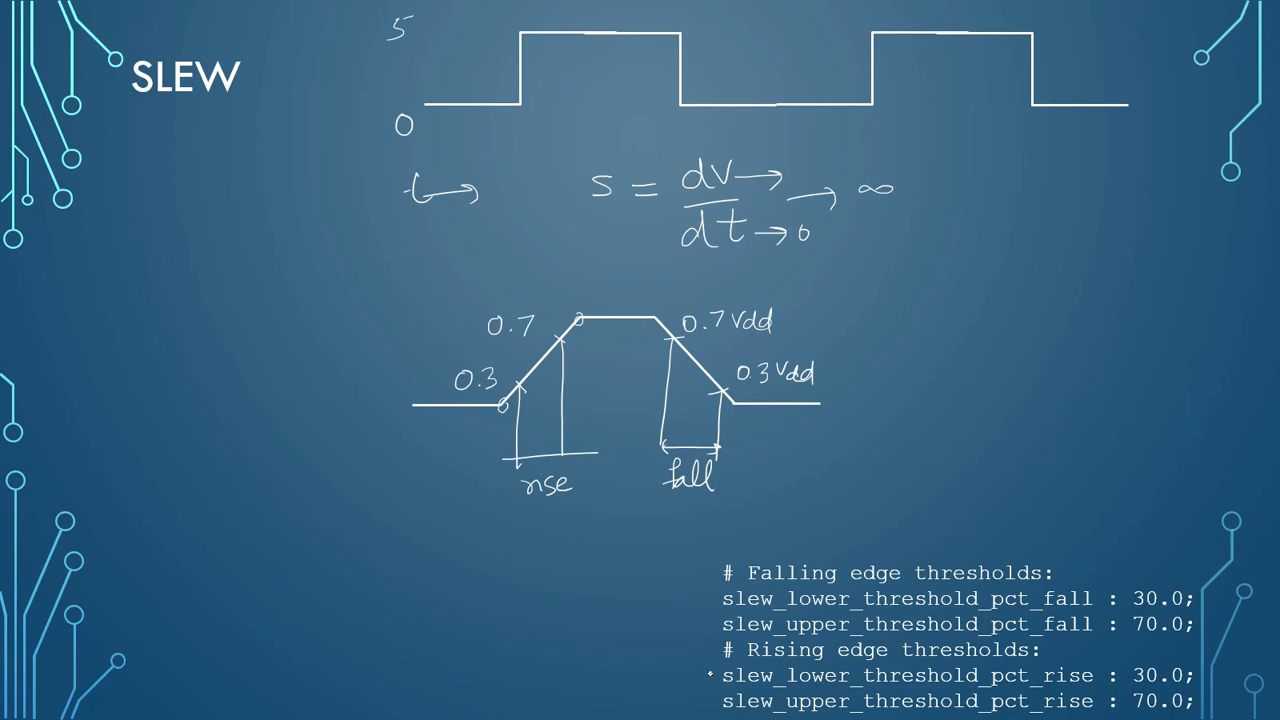 SLEW
5
0
t →
s = dv → / dt → 0 → ∞
0.7
0.7 Vdd
0.3
0.3 Vdd
rise
fall
# Falling edge thresholds:
slew_lower_threshold_pct_fall : 30.0;
slew_upper_threshold_pct_fall : 70.0;
# Rising edge thresholds:
slew_lower_threshold_pct_rise : 30.0;
slew_upper_threshold_pct_rise : 70.0;